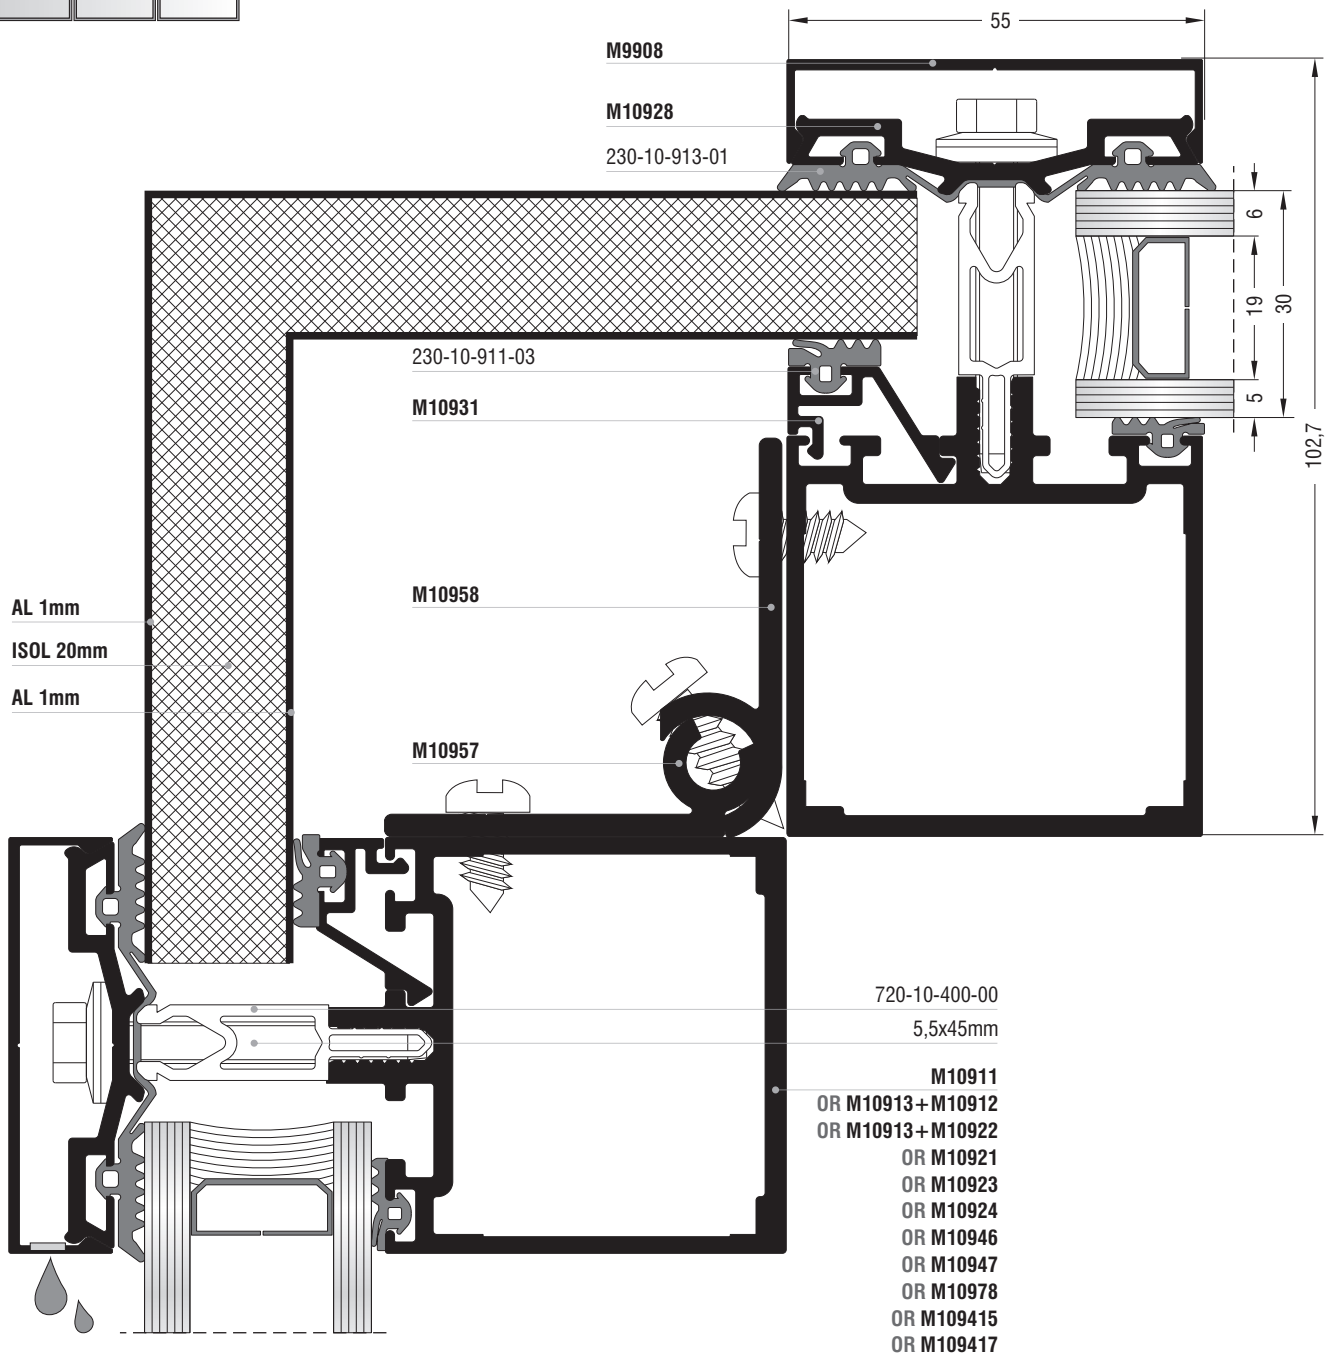 55
M9908
M10928
230-10-913-01
6
19
30
5
102,7
230-10-911-03
M10931
M10958
AL 1mm
ISOL 20mm
AL 1mm
M10957
720-10-400-00
5,5x45mm
M10911
OR M10913+M10912
OR M10913+M10922
OR M10921
OR M10923
OR M10924
OR M10946
OR M10947
OR M10978
OR M109415
OR M109417